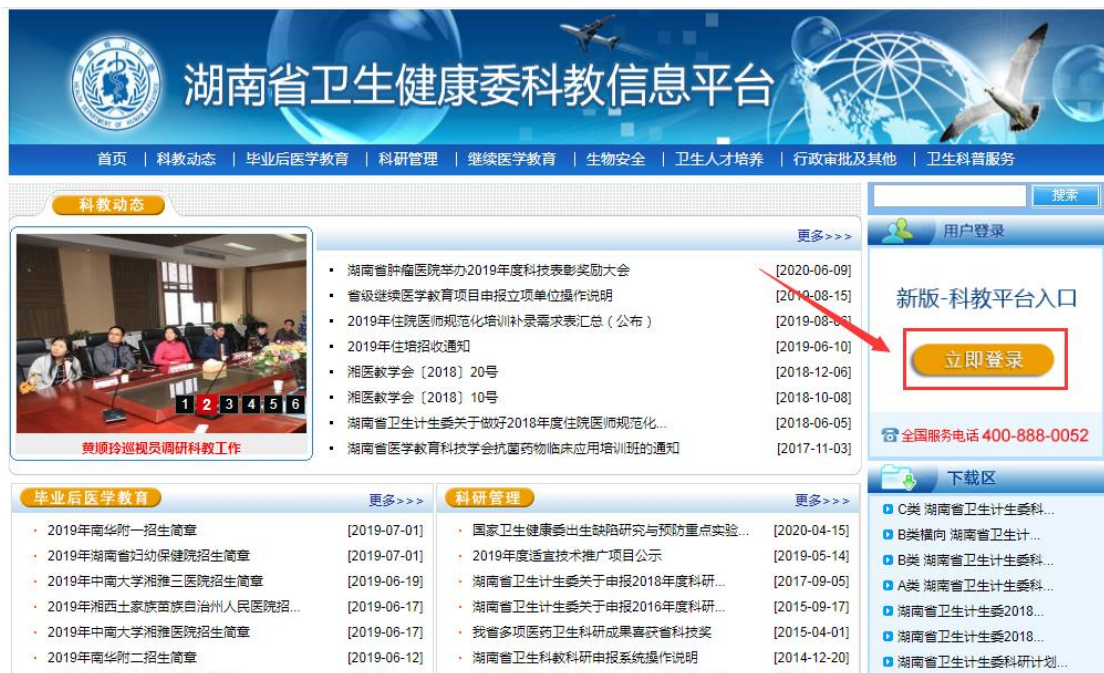 湖南省卫生健康委科教信息平台
首页 | 科教动态 | 毕业后医学教育 | 科研管理 | 继续医学教育 | 生物安全 | 卫生人才培养 | 行政审批及其他 | 卫生科普服务
科教动态
更多>>>
湖南省肿瘤医院举办2019年度科技表彰奖励大会 [2020-06-09]
省级继续医学教育项目申报立项单位操作说明 [2019-08-15]
2019年住院医师规范化培训补录需求表汇总（公布） [2019-08-06]
2019年住培招收通知 [2019-06-10]
湘医教学会〔2018〕20号 [2018-12-06]
湘医教学会〔2018〕10号 [2018-10-08]
湖南省卫生计生委关于做好2018年度住院医师规范化... [2018-06-05]
湖南省医学教育科技学会抗菌药物临床应用培训班的通知 [2017-11-03]
1 2 3 4 5 6
黄顺玲巡视员调研科教工作
搜索
用户登录
新版-科教平台入口
立即登录
全国服务电话 400-888-0052
毕业后医学教育 更多>>>
2019年南华附一招生简章 [2019-07-01]
2019年湖南省妇幼保健院招生简章 [2019-07-01]
2019年中南大学湘雅三医院招生简章 [2019-06-19]
2019年湘西土家族苗族自治州人民医院招... [2019-06-17]
2019年中南大学湘雅医院招生简章 [2019-06-17]
2019年南华附二招生简章 [2019-06-12]
科研管理 更多>>>
国家卫生健康委出生缺陷研究与预防重点实验... [2020-04-15]
2019年度适宜技术推广项目公示 [2019-05-14]
湖南省卫生计生委关于申报2018年度科研... [2017-09-05]
湖南省卫生计生委关于申报2016年度科研... [2015-09-17]
我省多项医药卫生科研成果喜获省科技奖 [2015-04-01]
湖南省卫生科教科研申报系统操作说明 [2014-12-20]
下载区
C类 湖南省卫生计生委科...
B类横向 湖南省卫生计...
B类 湖南省卫生计生委科...
A类 湖南省卫生计生委科...
湖南省卫生计生委2018...
湖南省卫生计生委2018...
湖南省卫生计生委科研计划...